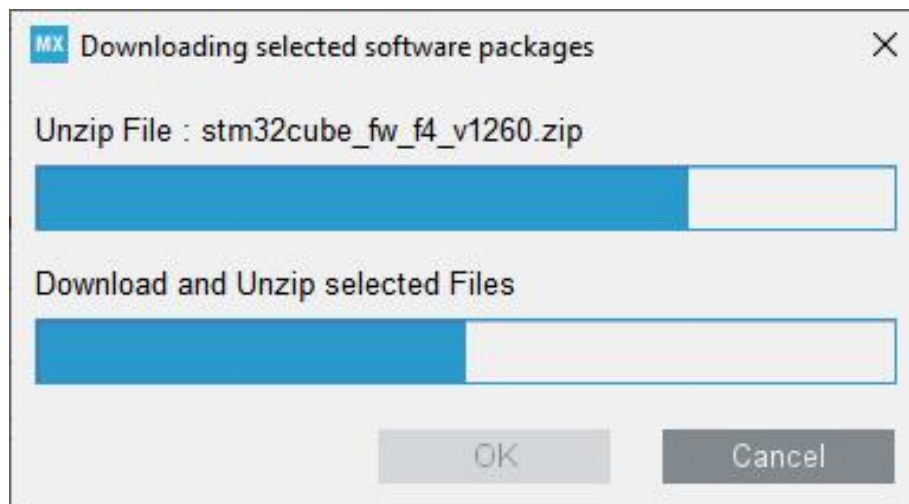 MX Downloading selected software packages
Unzip File : stm32cube_fw_f4_v1260.zip
Download and Unzip selected Files
OK Cancel